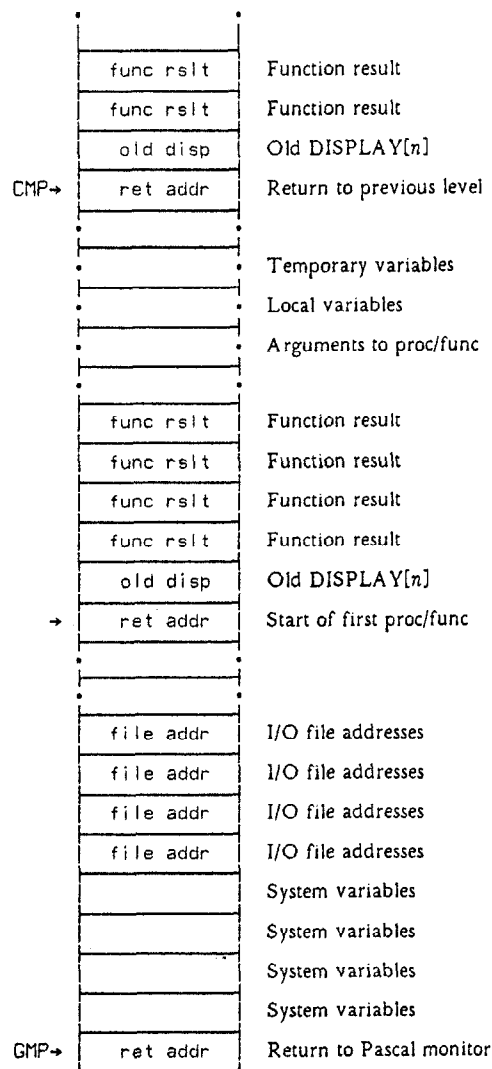 func rslt Function result
func rslt Function result
old disp Old DISPLAY[n]
CMP→ ret addr Return to previous level
Temporary variables
Local variables
Arguments to proc/func
func rslt Function result
func rslt Function result
func rslt Function result
func rslt Function result
old disp Old DISPLAY[n]
→ ret addr Start of first proc/func
file addr I/O file addresses
file addr I/O file addresses
file addr I/O file addresses
file addr I/O file addresses
System variables
System variables
System variables
System variables
GMP→ ret addr Return to Pascal monitor